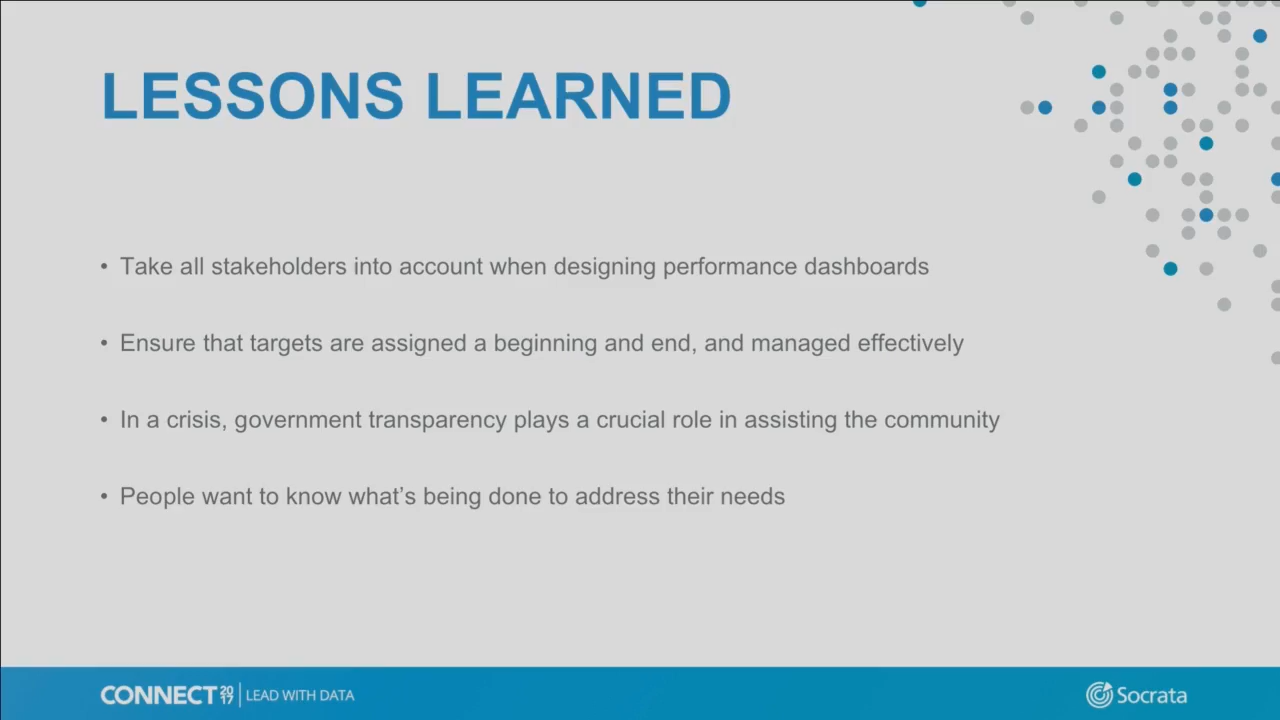 LESSONS LEARNED
• Take all stakeholders into account when designing performance dashboards
• Ensure that targets are assigned a beginning and end, and managed effectively
• In a crisis, government transparency plays a crucial role in assisting the community
• People want to know what’s being done to address their needs
CONNECT 2017 | LEAD WITH DATA
Socrata